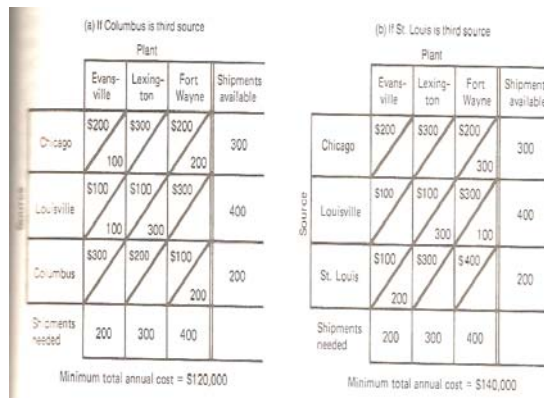 (a) If Columbus is third source
Plant
Evans-
ville
Lexing-
ton
Fort
Wayne
Shipments
available
Chicago
$200
100
$300
$200
200
300
Louisville
$100
100
$100
300
$300
400
Columbus
$300
$200
$100
200
200
Shipments
needed
200
300
400
Minimum total annual cost = $120,000
(b) If St. Louis is third source
Plant
Evans-
ville
Lexing-
ton
Fort
Wayne
Shipment
available
Source
Chicago
$200
$300
$200
300
300
Louisville
$100
$100
300
$300
100
400
St. Louis
$100
200
$300
$400
200
Shipments
needed
200
300
400
Minimum total annual cost = $140,000